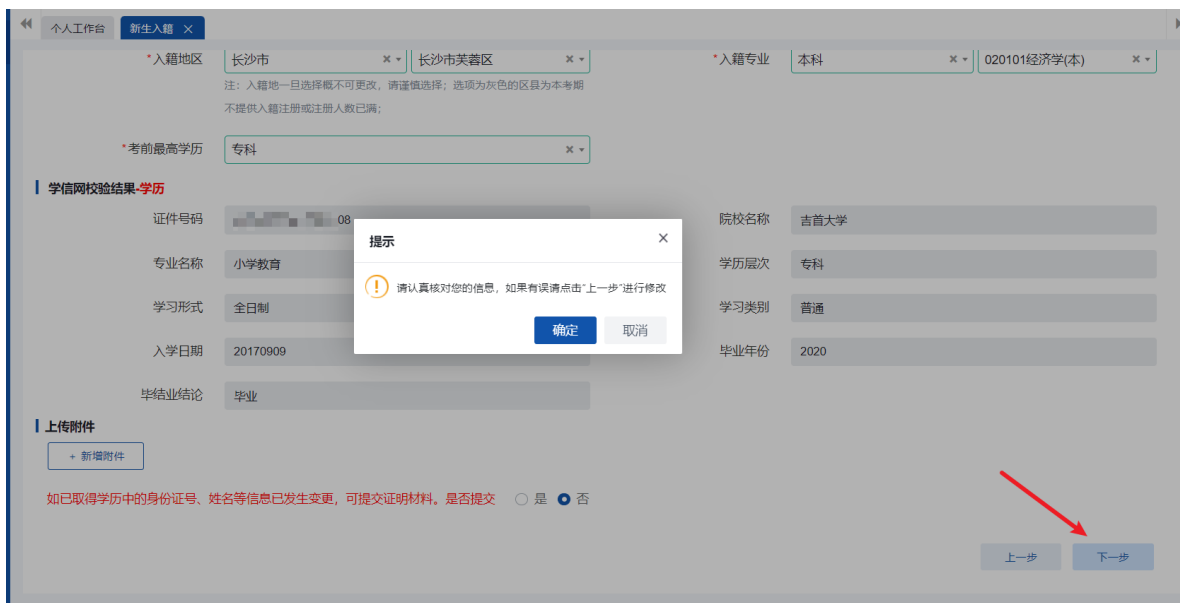 个人工作台 新生入籍 ×
*入籍地区 长沙市 长沙市芙蓉区 *入籍专业 本科 020101经济学(本)
注：入籍地一旦选择概不可更改，请谨慎选择；选项为灰色的区县为本考期
不提供入籍注册或注册人数已满；
*考前最高学历 专科
学信网校验结果-学历
证件号码 08 院校名称 吉首大学
提示
专业名称 小学教育 学历层次 专科
请认真核对您的信息，如果有误请点击“上一步”进行修改
学习形式 全日制 学习类别 普通
确定 取消
入学日期 20170909 毕业年份 2020
毕结业结论 毕业
上传附件
+ 新增附件
如已取得学历中的身份证号、姓名等信息已发生变更，可提交证明材料。是否提交 是 否
上一步 下一步